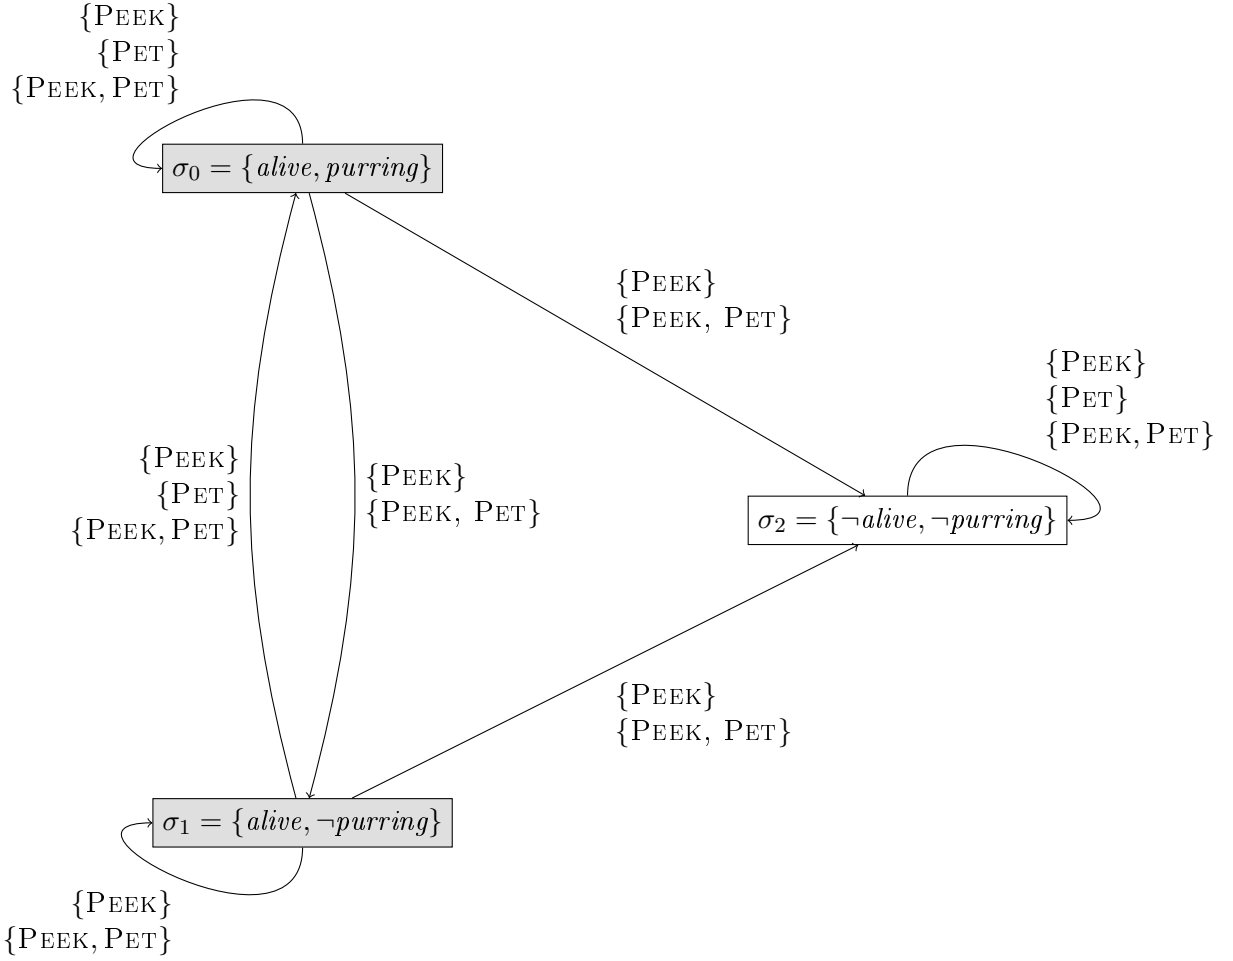 {PEEK}
{PET}
{PEEK, PET}
σ₀ = {alive, purring}
{PEEK}
{PEEK, PET}
{PEEK}
{PET}
{PEEK, PET}
{PEEK}
{PET}
{PEEK, PET}
{PEEK}
{PEEK, PET}
σ₂ = {¬alive, ¬purring}
{PEEK}
{PEEK, PET}
σ₁ = {alive, ¬purring}
{PEEK}
{PEEK, PET}